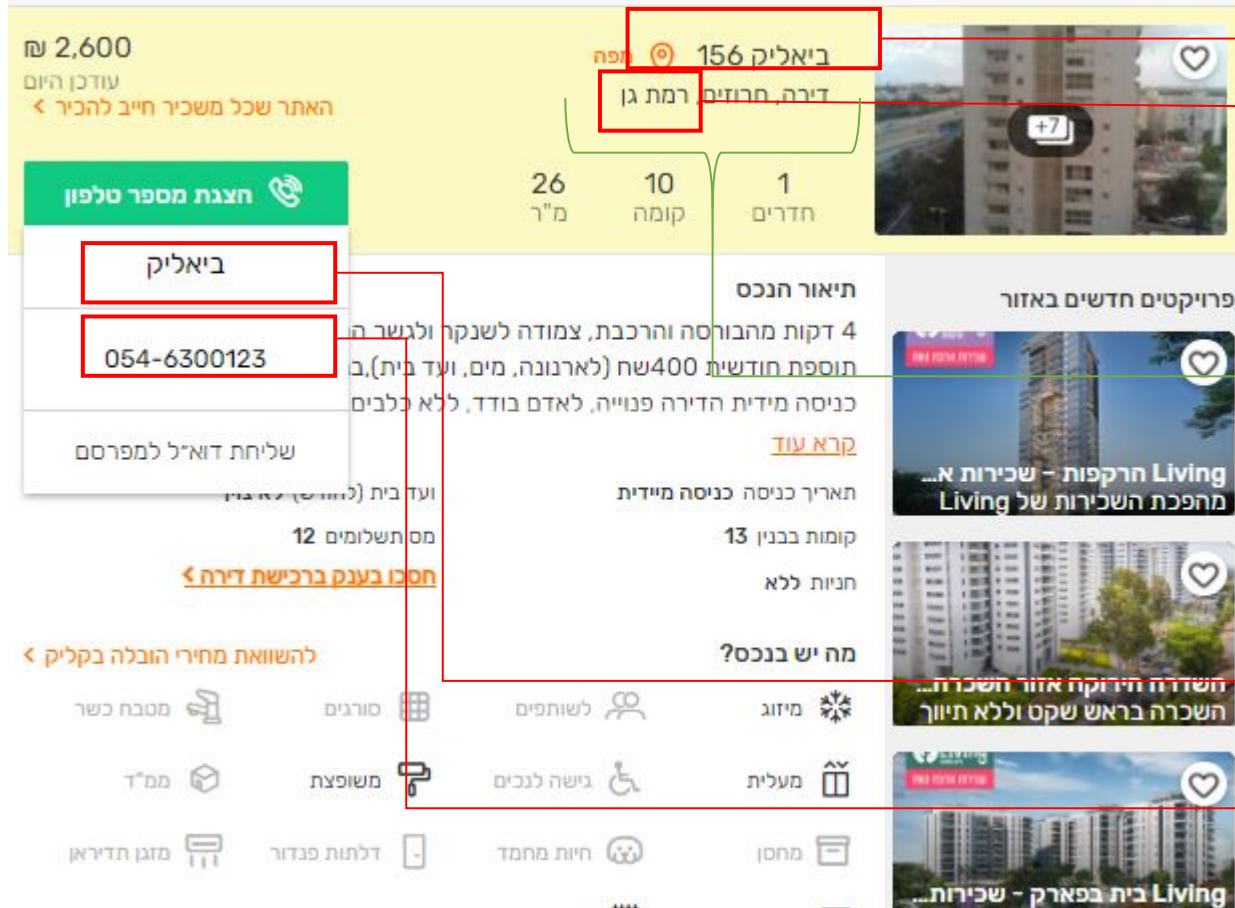 ביאליק 156 מפה
דירה, חרוזים, רמת גן
1 חדרים
10 קומה
26 מ"ר
₪ 2,600
עודכן היום
האתר שכל משכיר חייב להכיר >
הצגת מספר טלפון
ביאליק
054-6300123
שליחת דוא״ל למפרסם
+7
תיאור הנכס
4 דקות מהבורסה והרכבת, צמודה לשנקר ולגשר
תוספת חודשית 400שח (לארנונה, מים, ועד בית),
כניסה מידית הדירה פנוייה, לאדם בודד, ללא כלבים
קרא עוד
תאריך כניסה כניסה מיידית
ועד בית (לחודש) לא צוין
קומות בבנין 13
מס תשלומים 12
חניות ללא
חסכו בענק ברכישת דירה >
מה יש בנכס?
להשוואת מחירי הובלה בקליק >
מיזוג
לשותפים
סורגים
מטבח כשר
מעלית
גישה לנכים
משופצת
ממ"ד
מחסן
חיות מחמד
דלתות פנדור
מזגן תדיראן
פרויקטים חדשים באזור
Living הרקפות - שכירות א...
מהפכת השכירות של Living
השדרה הירוקה אזור השכרה...
השכרה בראש שקט וללא תיווך
Living בית בפארק - שכירות...